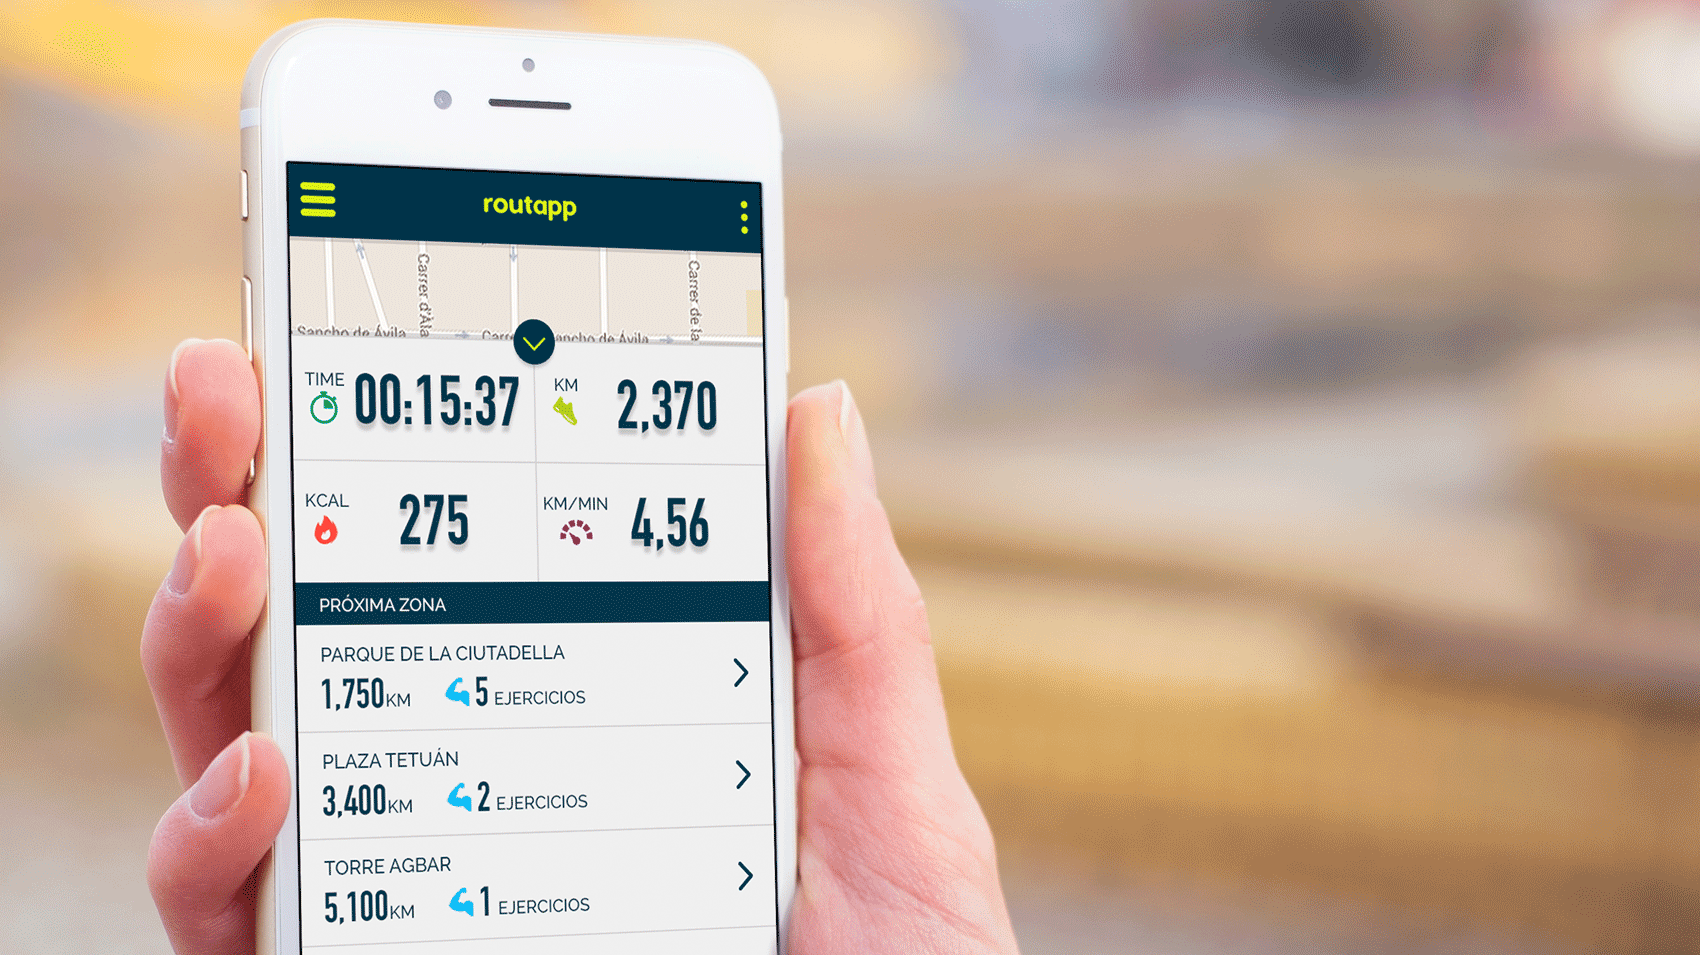 routapp
Carrer d'Àla
Carrer de la
Sancho de Ávila
Sancho de Ávila
TIME 00:15:37
KM 2,370
KCAL 275
KM/MIN 4,56
PRÓXIMA ZONA
PARQUE DE LA CIUTADELLA
1,750KM 5 EJERCICIOS
PLAZA TETUÁN
3,400KM 2 EJERCICIOS
TORRE AGBAR
5,100KM 1 EJERCICIOS